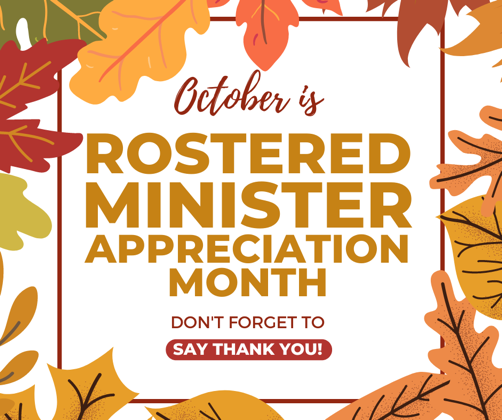 October is
ROSTERED
MINISTER
APPRECIATION
MONTH
DON'T FORGET TO
SAY THANK YOU!